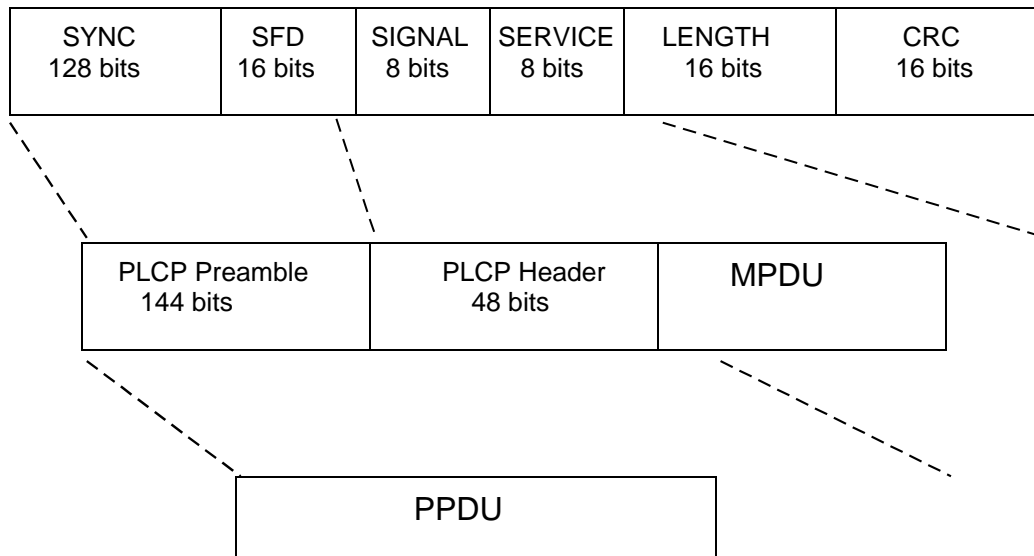 SYNC SFD SIGNAL SERVICE LENGTH CRC
128 bits 16 bits 8 bits 8 bits 16 bits 16 bits
PLCP Preamble PLCP Header MPDU
144 bits 48 bits
PPDU